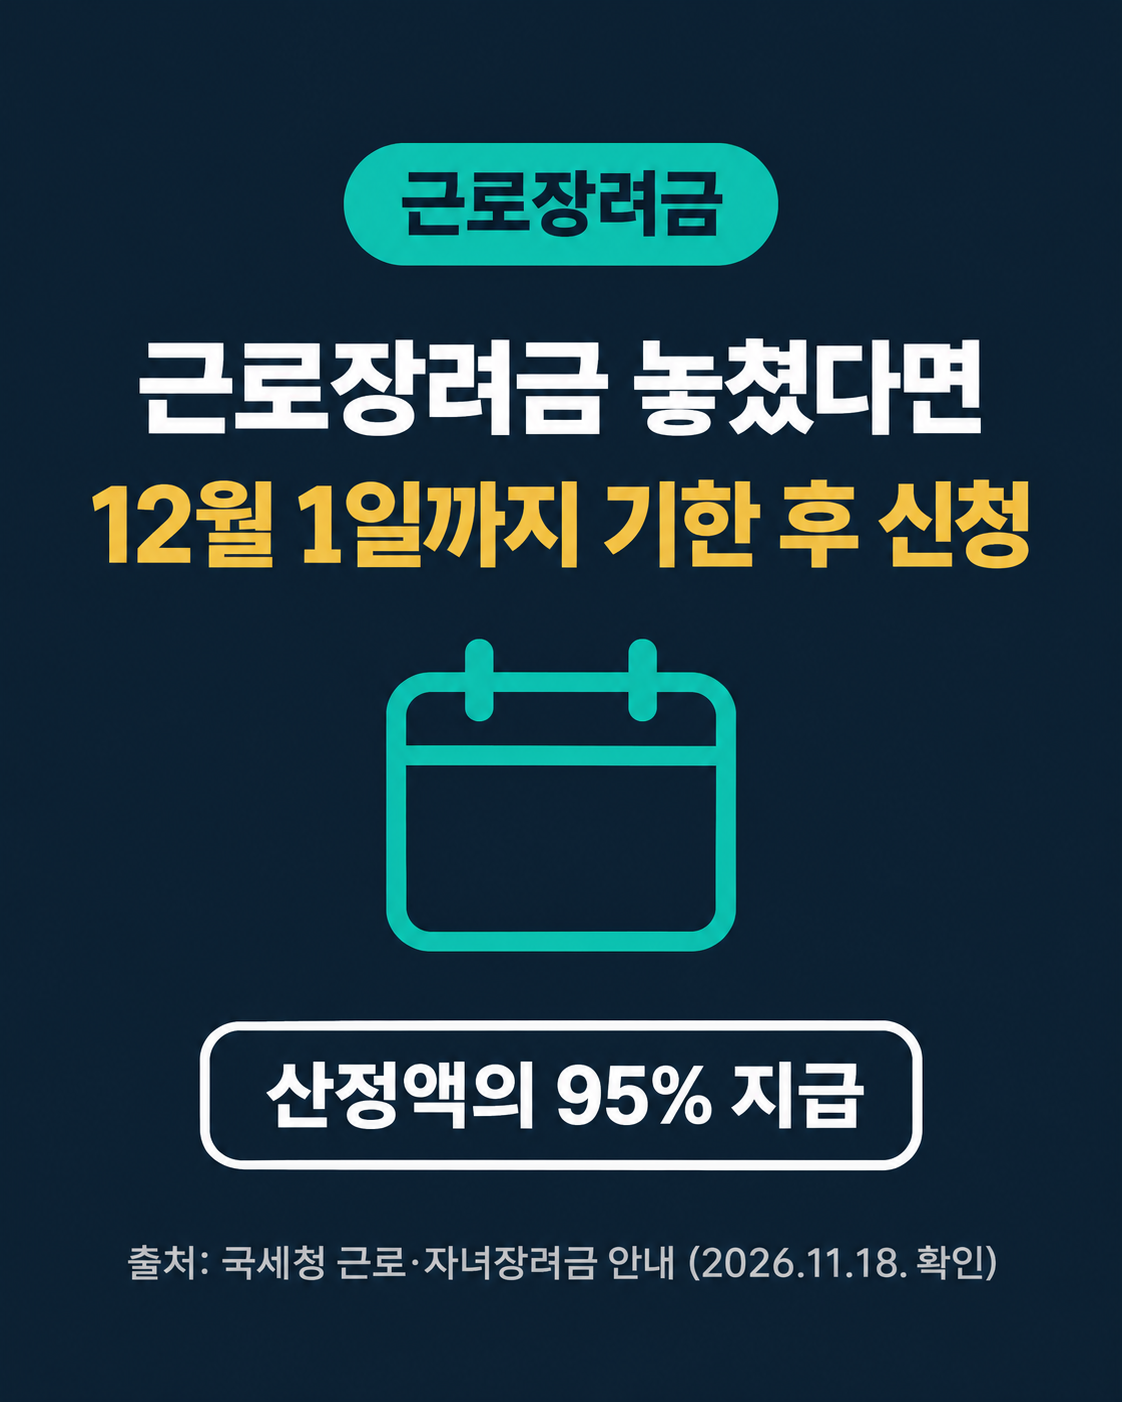 근로장려금
근로장려금 놓쳤다면
12월 1일까지 기한 후 신청
산정액의 95% 지급
출처: 국세청 근로·자녀장려금 안내 (2026.11.18. 확인)